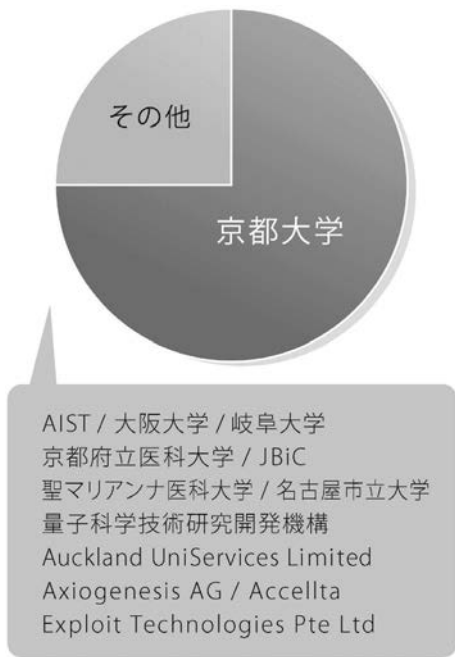 その他
京都大学
AIST / 大阪大学 / 岐阜大学
京都府立医科大学 / JBiC
聖マリアンナ医科大学 / 名古屋市立大学
量子科学技術研究開発機構
Auckland UniServices Limited
Axiogenesis AG / Accellta
Exploit Technologies Pte Ltd